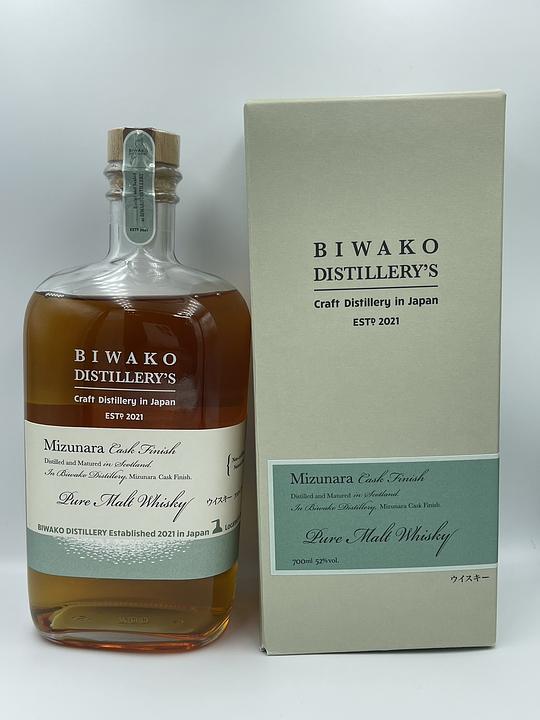 BIWAKO
DISTILLERY'S
Craft Distillery in Japan
ESTD 2021
Mizunara Cask Finish
Distilled and Matured in Scotland.
In Biwako Distillery, Mizunara Cask Finish.
Pure Malt Whisky
ウイスキー
BIWAKO DISTILLERY Established 2021 in Japan
BIWAKO
DISTILLERY'S
Craft Distillery in Japan
ESTD 2021
Mizunara Cask Finish
Distilled and Matured in Scotland.
In Biwako Distillery, Mizunara Cask Finish.
Pure Malt Whisky
700ml 52%vol.
ウイスキー